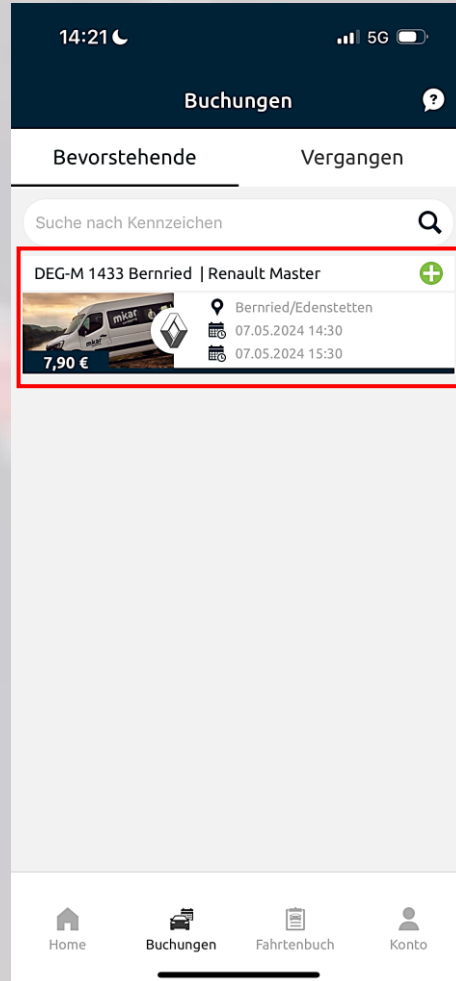 14:21
5G
Buchungen
?
Bevorstehende Vergangen
Suche nach Kennzeichen
DEG-M 1433 Bernried | Renault Master
mkar
Bernried/Edenstetten
07.05.2024 14:30
07.05.2024 15:30
7,90 €
Home Buchungen Fahrtenbuch Konto